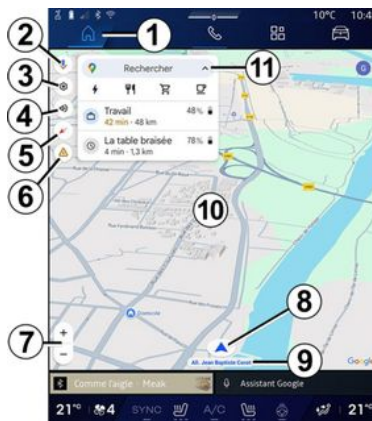 10°C 10:4
1
2
3
4
5
6
11
Rechercher
G
Travail
48%
42 min - 48 km
La table braisée
78%
4 min · 1,3 km
10
Domicile
7
+
−
8
9
All. Jean Baptiste Corot
Google
Comme l'aigle - Meak
Assistant Google
21° 4 SYNC A/C 21°